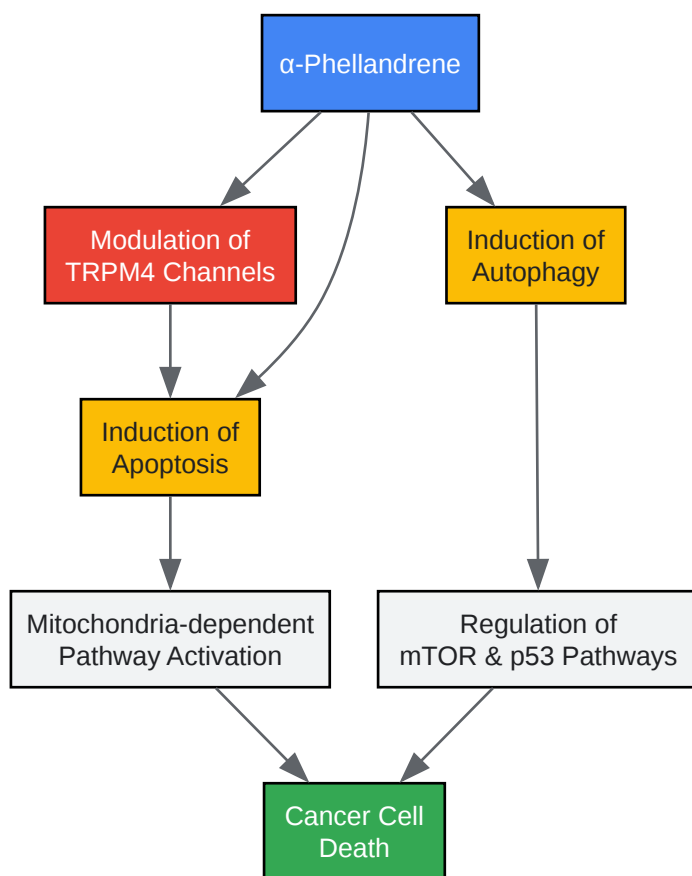 α-Phellandrene
Modulation of
TRPM4 Channels
Induction of
Autophagy
Induction of
Apoptosis
Mitochondria-dependent
Pathway Activation
Regulation of
mTOR & p53 Pathways
Cancer Cell
Death